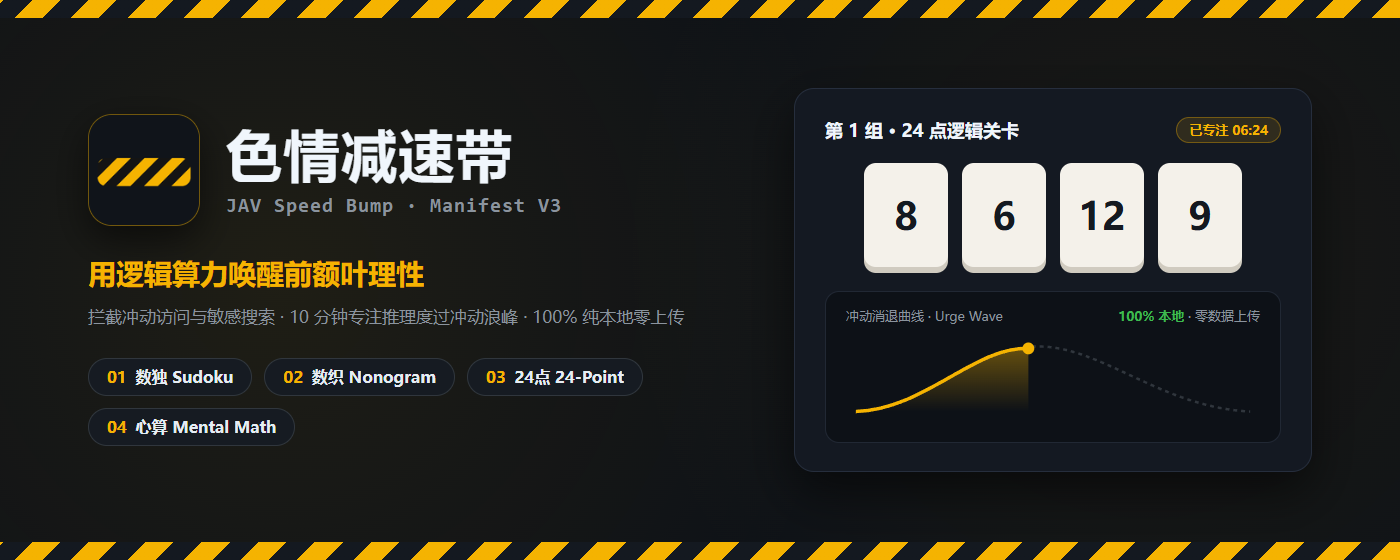 色情减速带
JAV Speed Bump · Manifest V3
用逻辑算力唤醒前额叶理性
拦截冲动访问与敏感搜索 · 10 分钟专注推理度过冲动浪峰 · 100% 纯本地零上传
01 数独 Sudoku
02 数织 Nonogram
03 24点 24-Point
04 心算 Mental Math
第 1 组 • 24 点逻辑关卡
已专注 06:24
8 6 12 9
冲动消退曲线 · Urge Wave
100% 本地 · 零数据上传